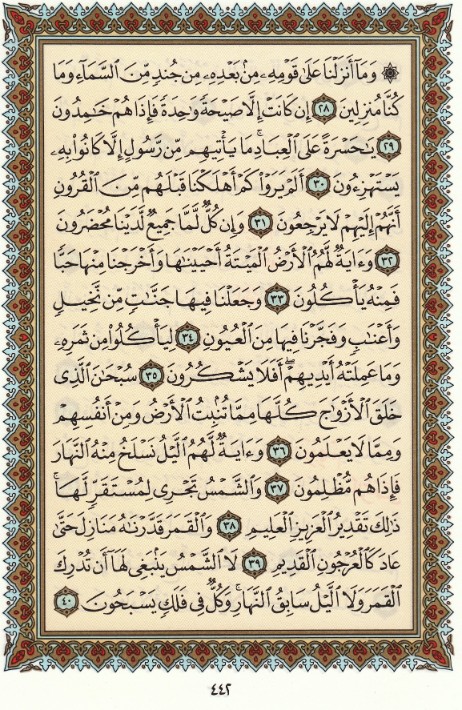 ۞ وَمَآ أَنزَلْنَا عَلَىٰ قَوْمِهِۦ مِنۢ بَعْدِهِۦ مِن جُندٍ مِّنَ ٱلسَّمَآءِ وَمَا
كُنَّا مُنزِلِينَ ٢٨ إِن كَانَتْ إِلَّا صَيْحَةً وَٰحِدَةً فَإِذَا هُمْ خَـٰمِدُونَ
٢٩ يَـٰحَسْرَةً عَلَى ٱلْعِبَادِ ۚ مَا يَأْتِيهِم مِّن رَّسُولٍ إِلَّا كَانُوا۟ بِهِۦ
يَسْتَهْزِءُونَ ٣٠ أَلَمْ يَرَوْا۟ كَمْ أَهْلَكْنَا قَبْلَهُم مِّنَ ٱلْقُرُونِ
أَنَّهُمْ إِلَيْهِمْ لَا يَرْجِعُونَ ٣١ وَإِن كُلٌّ لَّمَّا جَمِيعٌ لَّدَيْنَا مُحْضَرُونَ
٣٢ وَءَايَةٌ لَّهُمُ ٱلْأَرْضُ ٱلْمَيْتَةُ أَحْيَيْنَـٰهَا وَأَخْرَجْنَا مِنْهَا حَبًّا
فَمِنْهُ يَأْكُلُونَ ٣٣ وَجَعَلْنَا فِيهَا جَنَّـٰتٍ مِّن نَّخِيلٍ
وَأَعْنَـٰبٍ وَفَجَّرْنَا فِيهَا مِنَ ٱلْعُيُونِ ٣٤ لِيَأْكُلُوا۟ مِن ثَمَرِهِۦ
وَمَا عَمِلَتْهُ أَيْدِيهِمْ ۖ أَفَلَا يَشْكُرُونَ ٣٥ سُبْحَـٰنَ ٱلَّذِى
خَلَقَ ٱلْأَزْوَٰجَ كُلَّهَا مِمَّا تُنۢبِتُ ٱلْأَرْضُ وَمِنْ أَنفُسِهِمْ
وَمِمَّا لَا يَعْلَمُونَ ٣٦ وَءَايَةٌ لَّهُمُ ٱلَّيْلُ نَسْلَخُ مِنْهُ ٱلنَّهَارَ
فَإِذَا هُم مُّظْلِمُونَ ٣٧ وَٱلشَّمْسُ تَجْرِى لِمُسْتَقَرٍّ لَّهَا ۚ
ذَٰلِكَ تَقْدِيرُ ٱلْعَزِيزِ ٱلْعَلِيمِ ٣٨ وَٱلْقَمَرَ قَدَّرْنَـٰهُ مَنَازِلَ حَتَّىٰ
عَادَ كَٱلْعُرْجُونِ ٱلْقَدِيمِ ٣٩ لَا ٱلشَّمْسُ يَنۢبَغِى لَهَآ أَن تُدْرِكَ
ٱلْقَمَرَ وَلَا ٱلَّيْلُ سَابِقُ ٱلنَّهَارِ ۚ وَكُلٌّ فِى فَلَكٍ يَسْبَحُونَ ٤٠
٤٤٢